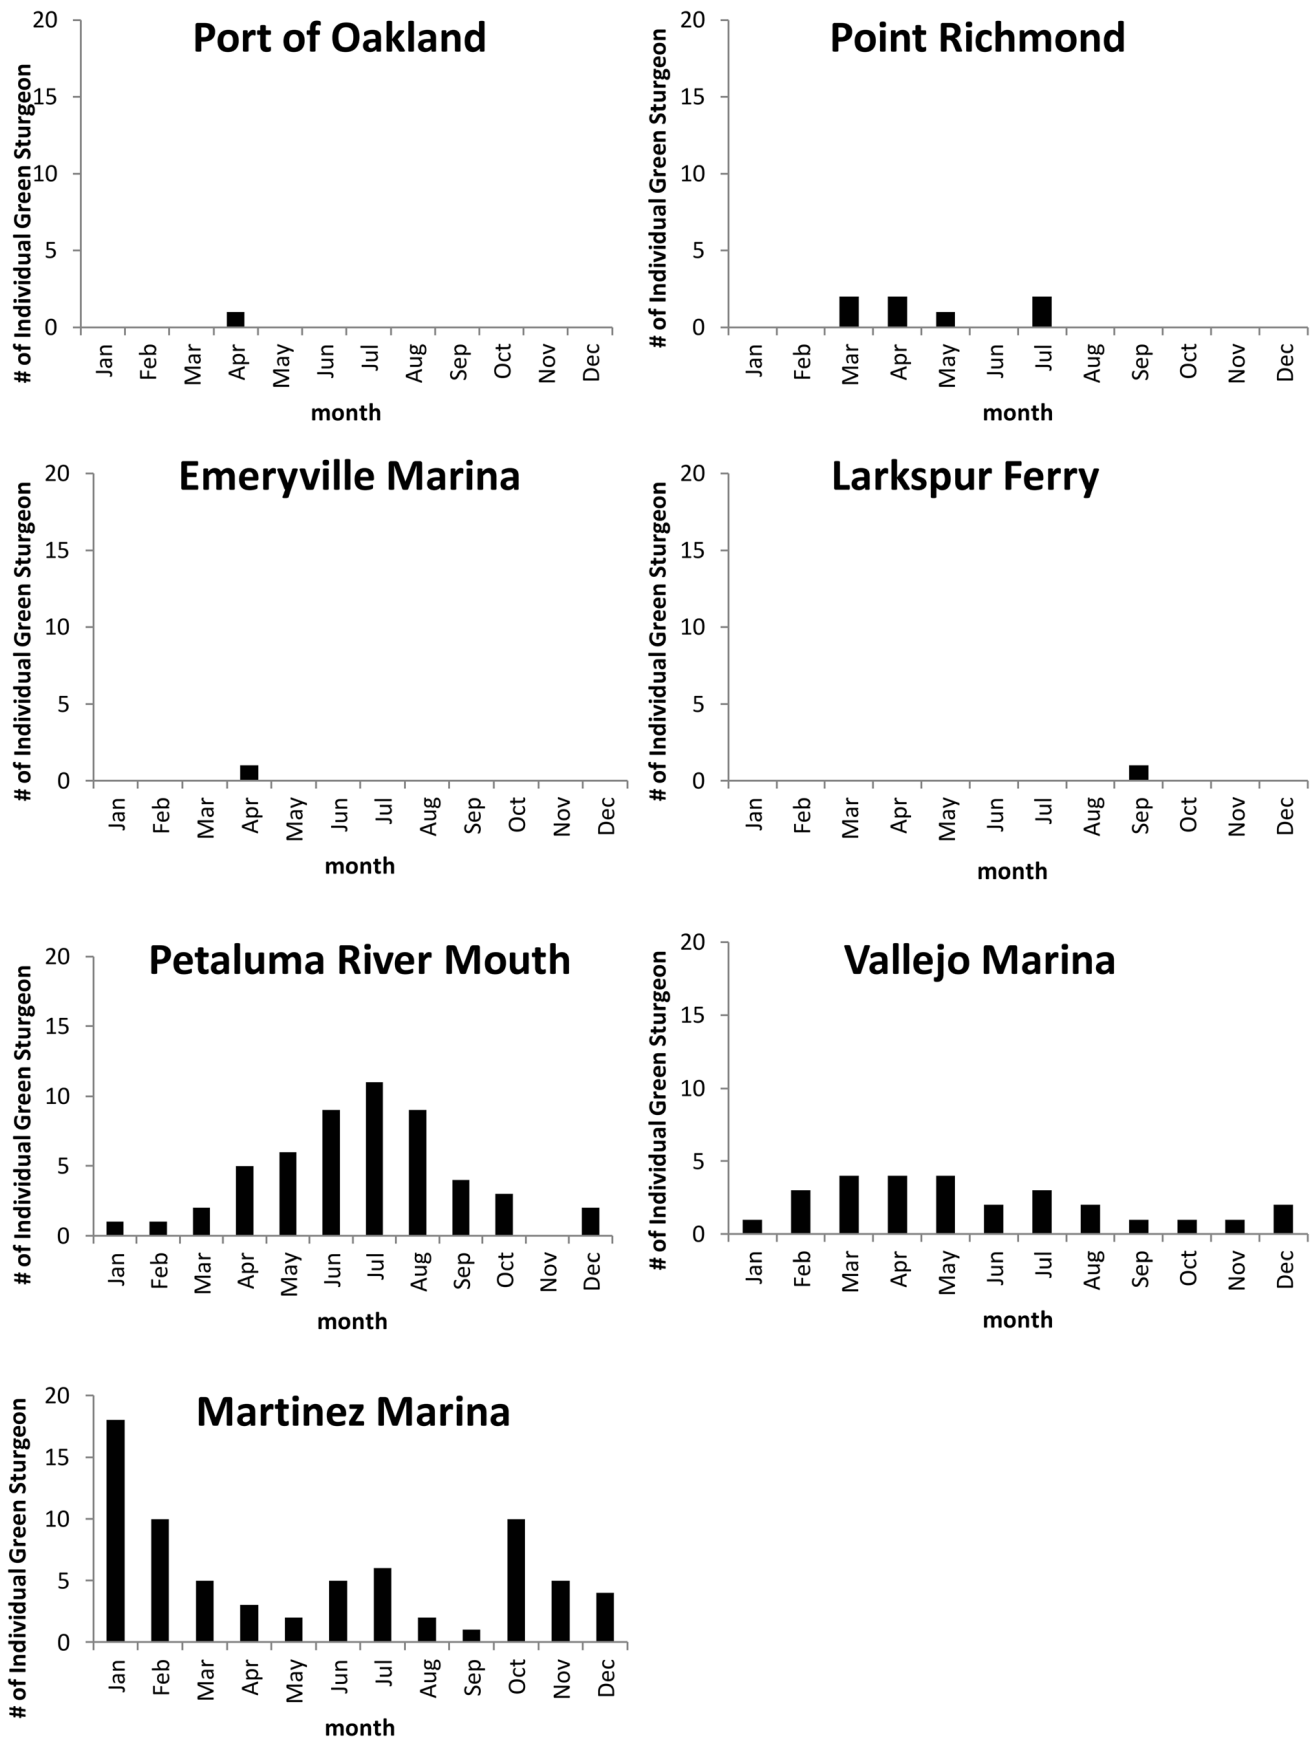 Port of Oakland
# of Individual Green Sturgeon
20
15
10
5
0
Jan Feb Mar Apr May Jun Jul Aug Sep Oct Nov Dec
month
Point Richmond
# of Individual Green Sturgeon
20
15
10
5
0
Jan Feb Mar Apr May Jun Jul Aug Sep Oct Nov Dec
month
Emeryville Marina
# of Individual Green Sturgeon
20
15
10
5
0
Jan Feb Mar Apr May Jun Jul Aug Sep Oct Nov Dec
month
Larkspur Ferry
# of Individual Green Sturgeon
20
15
10
5
0
Jan Feb Mar Apr May Jun Jul Aug Sep Oct Nov Dec
month
Petaluma River Mouth
# of Individual Green Sturgeon
20
15
10
5
0
Jan Feb Mar Apr May Jun Jul Aug Sep Oct Nov Dec
month
Vallejo Marina
# of Individual Green Sturgeon
20
15
10
5
0
Jan Feb Mar Apr May Jun Jul Aug Sep Oct Nov Dec
month
Martinez Marina
# of Individual Green Sturgeon
20
15
10
5
0
Jan Feb Mar Apr May Jun Jul Aug Sep Oct Nov Dec
month